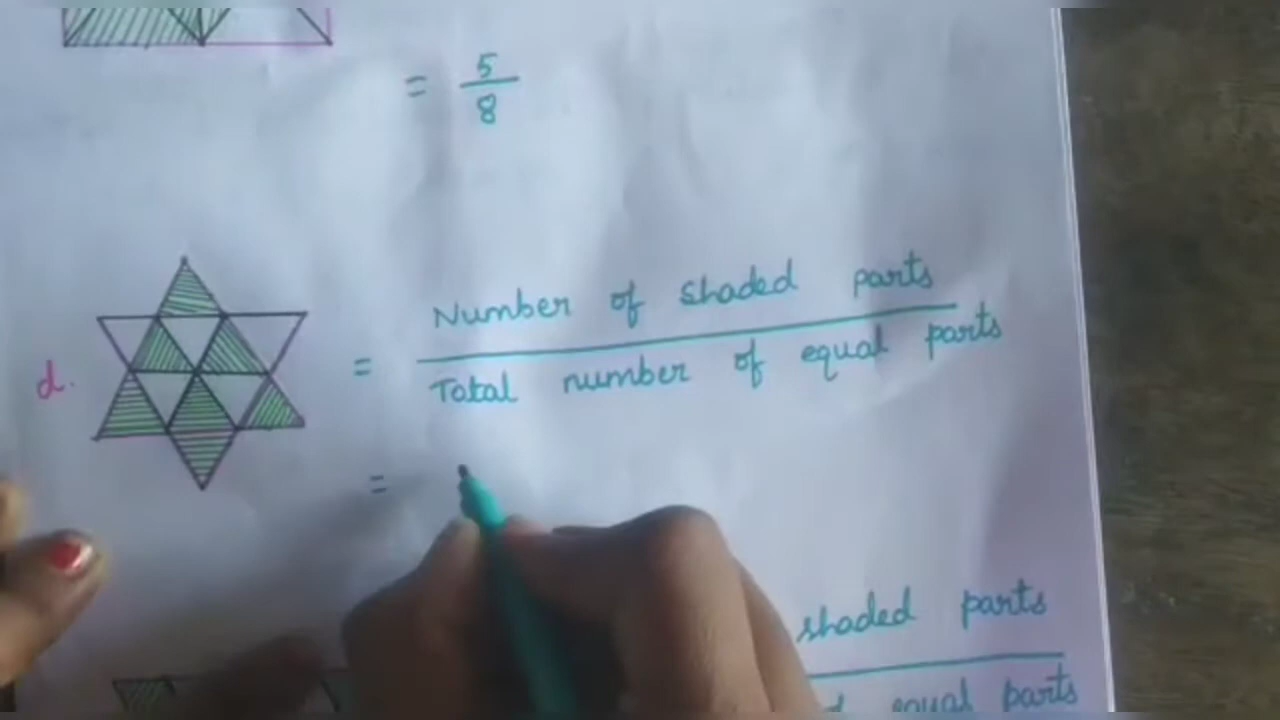 = 5
8
d. = Number of shaded parts
Total number of equal parts
=
shaded parts
equal parts